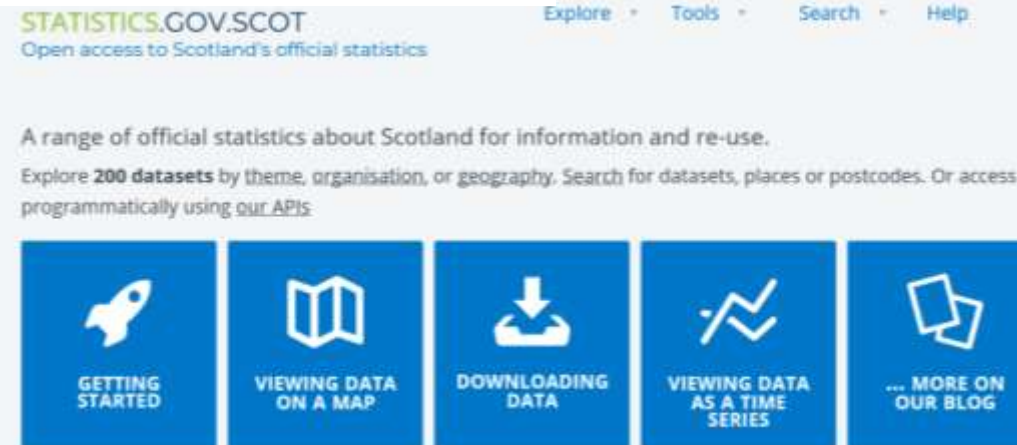 STATISTICS.GOV.SCOT
Open access to Scotland's official statistics
Explore Tools Search Help
A range of official statistics about Scotland for information and re-use.
Explore 200 datasets by theme, organisation, or geography. Search for datasets, places or postcodes. Or access
programmatically using our APIs
GETTING
STARTED
VIEWING DATA
ON A MAP
DOWNLOADING
DATA
VIEWING DATA
AS A TIME
SERIES
... MORE ON
OUR BLOG